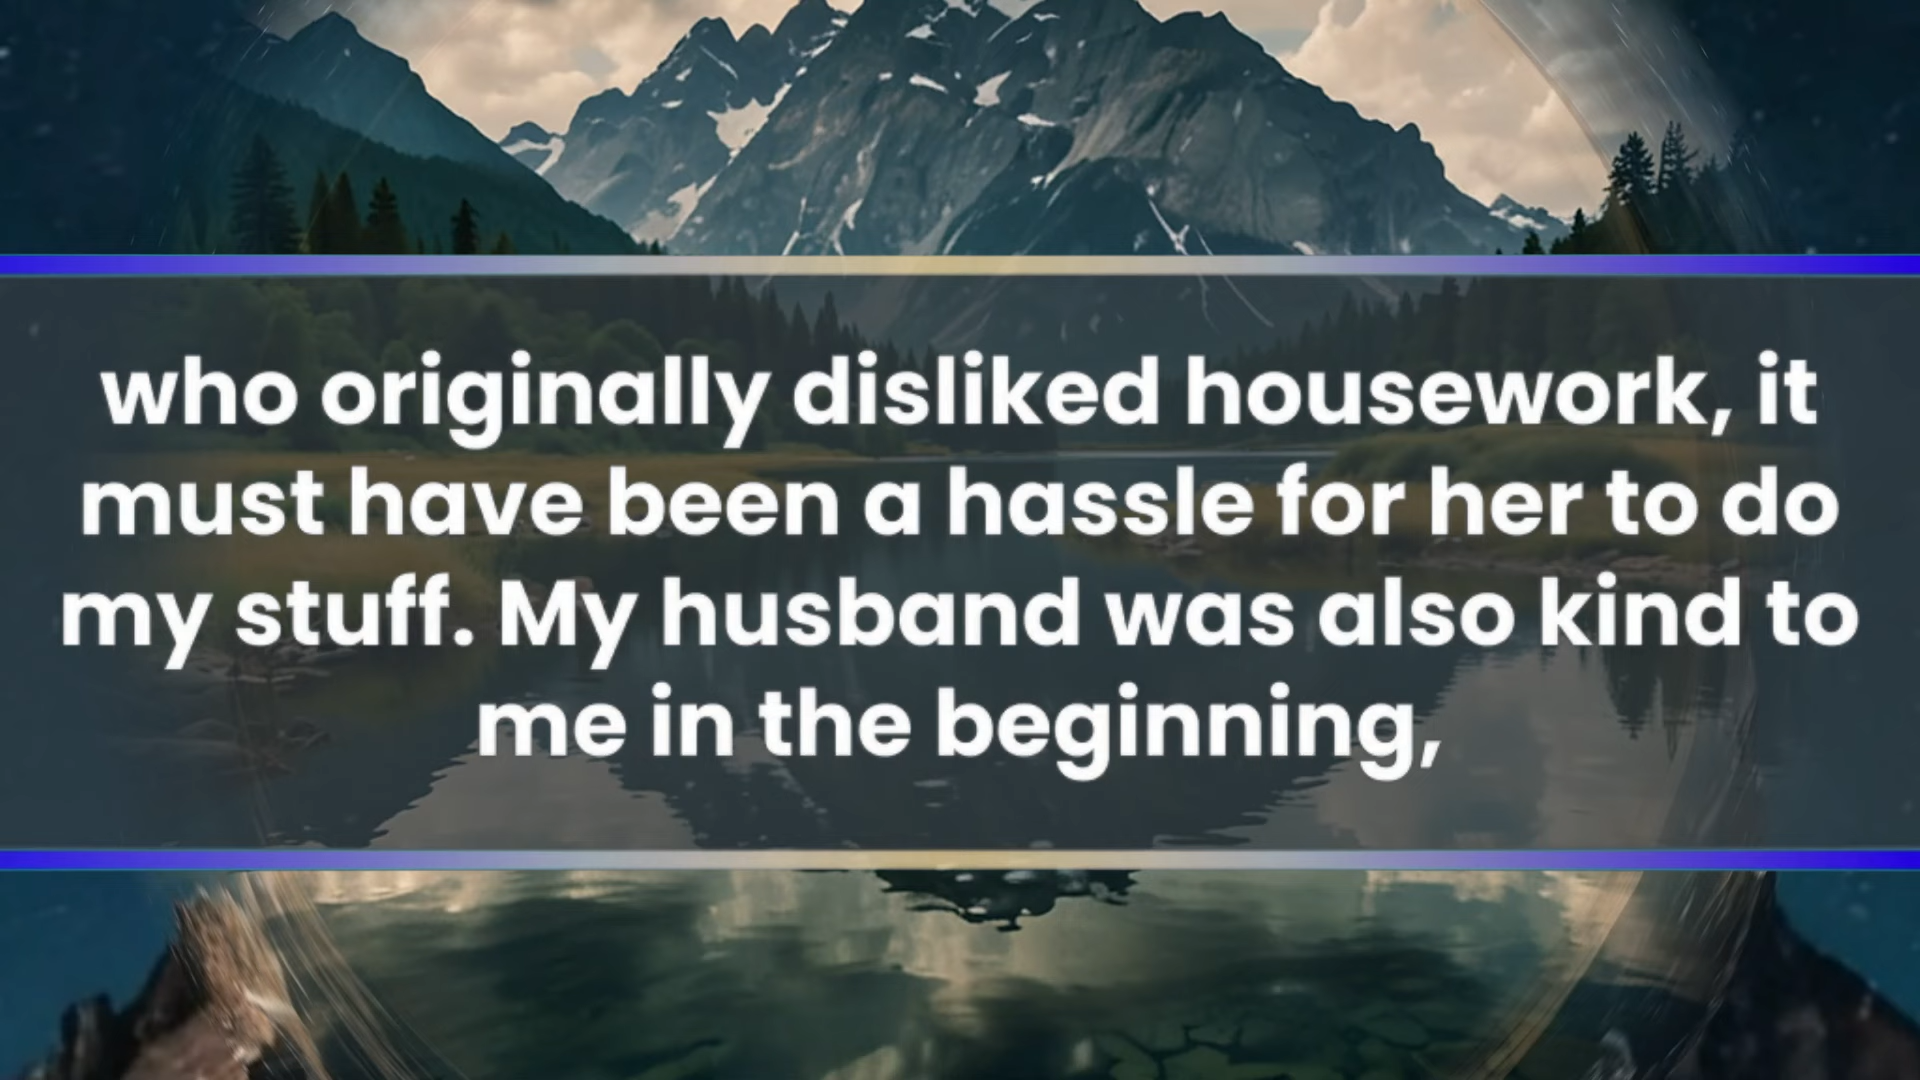 who originally disliked housework, it
must have been a hassle for her to do
my stuff. My husband was also kind to
me in the beginning,